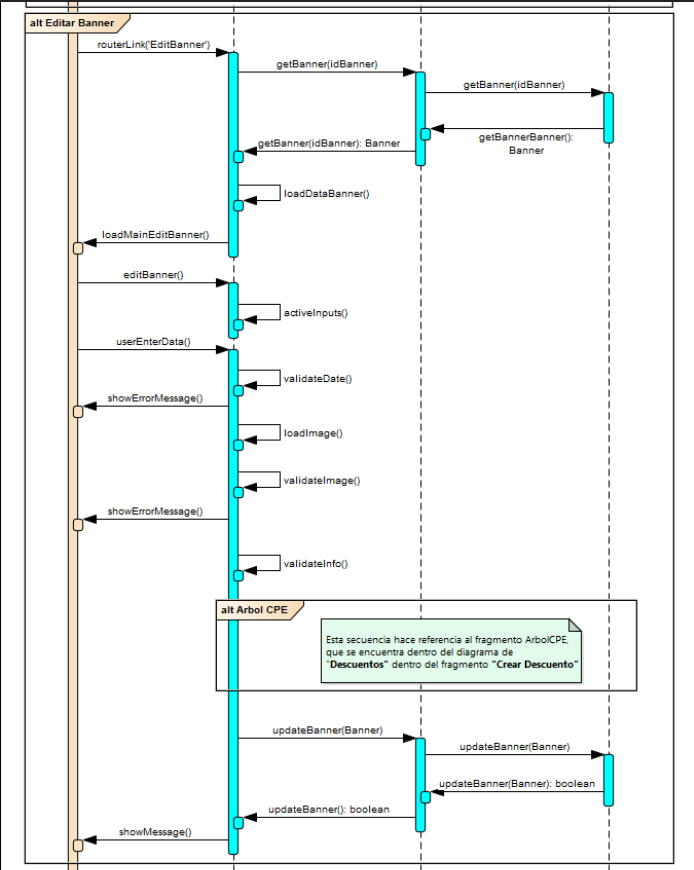 alt Editar Banner
routerLink('EditBanner')
getBanner(idBanner)
getBanner(idBanner)
getBannerBanner():
Banner
getBanner(idBanner): Banner
loadDataBanner()
loadMainEditBanner()
editBanner()
activeInputs()
userEnterData()
validateDate()
showErrorMessage()
loadImage()
validateImage()
showErrorMessage()
validateInfo()
alt Arbol CPE
Esta secuencia hace referencia al fragmento ArbolCPE,
que se encuentra dentro del diagrama de
"Descuentos" dentro del fragmento "Crear Descuento"
updateBanner(Banner)
updateBanner(Banner)
updateBanner(Banner): boolean
updateBanner(): boolean
showMessage()